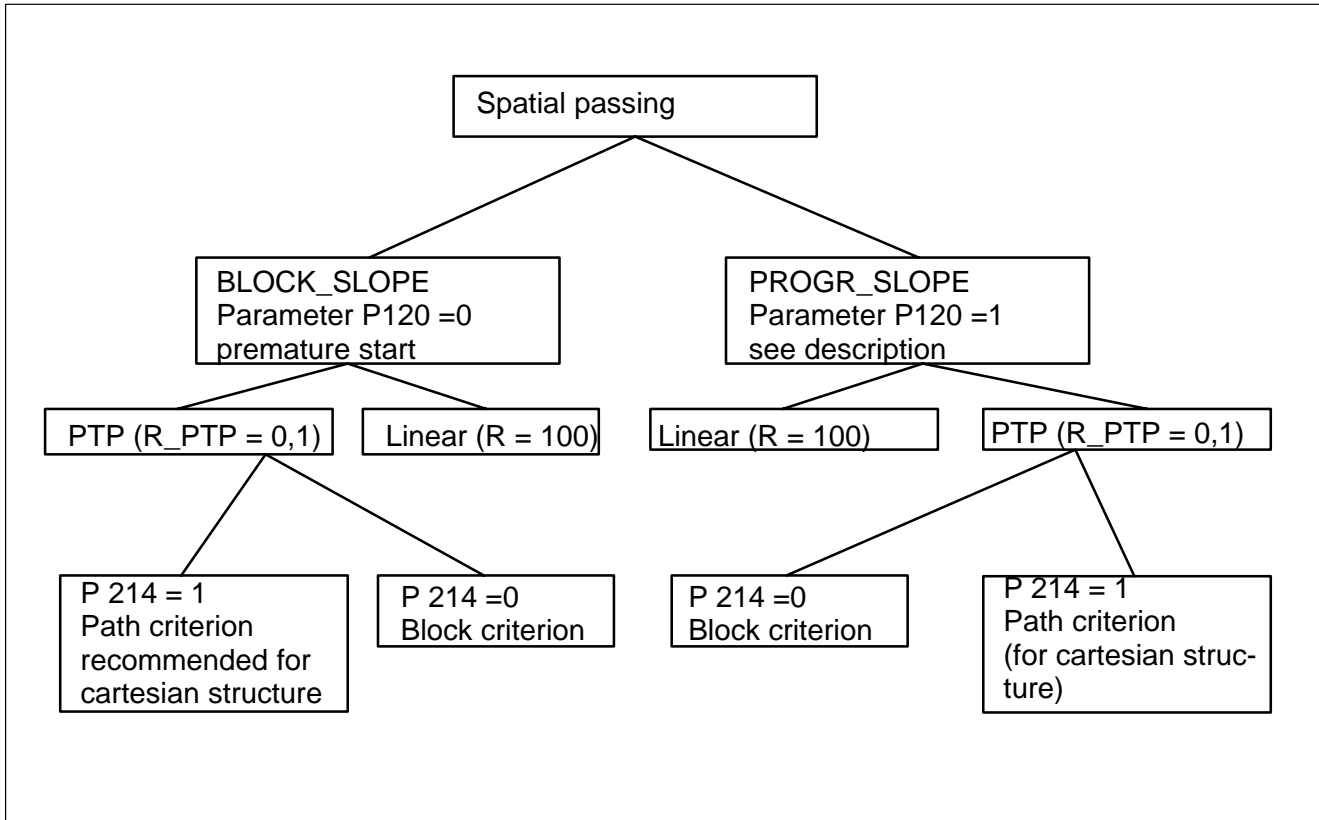 Spatial passing
BLOCK_SLOPE
Parameter P120 =0
premature start
PROGR_SLOPE
Parameter P120 =1
see description
PTP (R_PTP = 0,1)
Linear (R = 100)
Linear (R = 100)
PTP (R_PTP = 0,1)
P 214 = 1
Path criterion
recommended for
cartesian structure
P 214 =0
Block criterion
P 214 =0
Block criterion
P 214 = 1
Path criterion
(for cartesian struc-
ture)